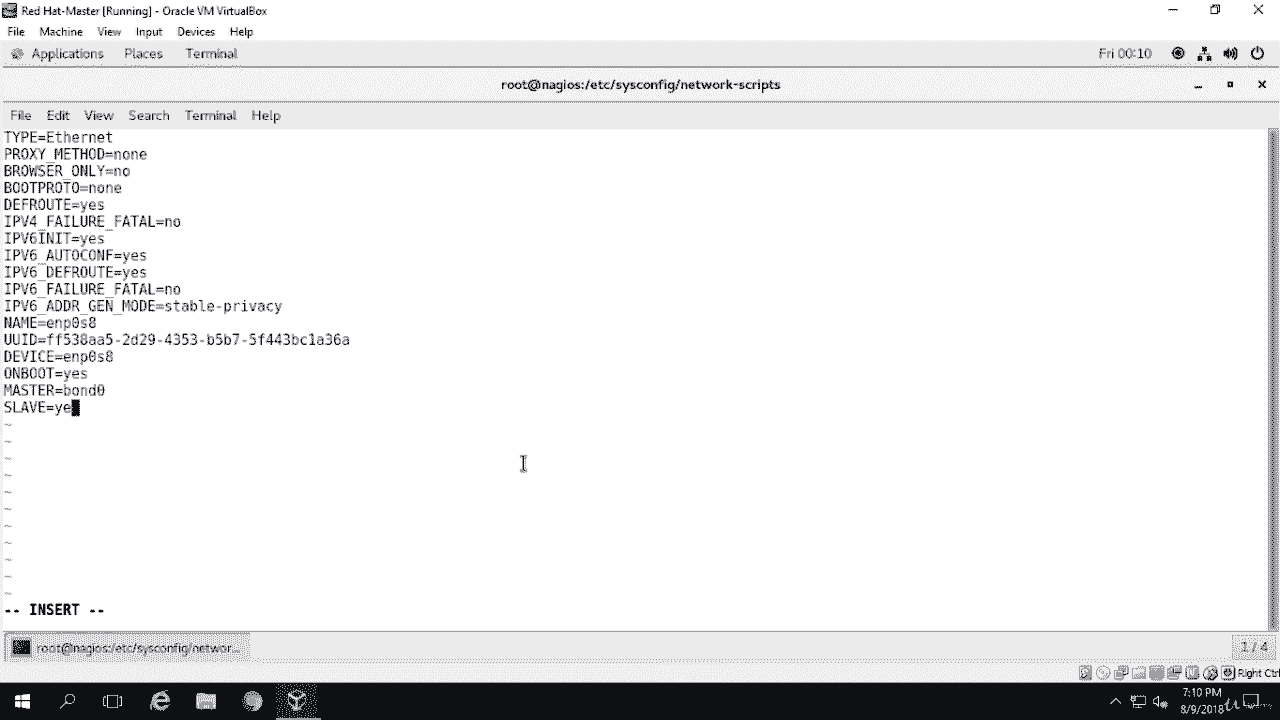 Red Hat-Master [Running] - Oracle VM VirtualBox
File Machine View Input Devices Help
Applications Places Terminal Fri 00:10
root@nagios:/etc/sysconfig/network-scripts
File Edit View Search Terminal Help
TYPE=Ethernet
PROXY_METHOD=none
BROWSER_ONLY=no
BOOTPROTO=none
DEFROUTE=yes
IPV4_FAILURE_FATAL=no
IPV6INIT=yes
IPV6_AUTOCONF=yes
IPV6_DEFROUTE=yes
IPV6_FAILURE_FATAL=no
IPV6_ADDR_GEN_MODE=stable-privacy
NAME=enp0s8
UUID=ff538aa5-2d29-4353-b5b7-5f443bc1a36a
DEVICE=enp0s8
ONBOOT=yes
MASTER=bond0
SLAVE=ye
~
~
~
~
~
~
~
~
~
~
~
-- INSERT --
root@nagios:/etc/sysconfig/networ... 1 / 4
Right Ctrl
7:10 PM
8/9/2018